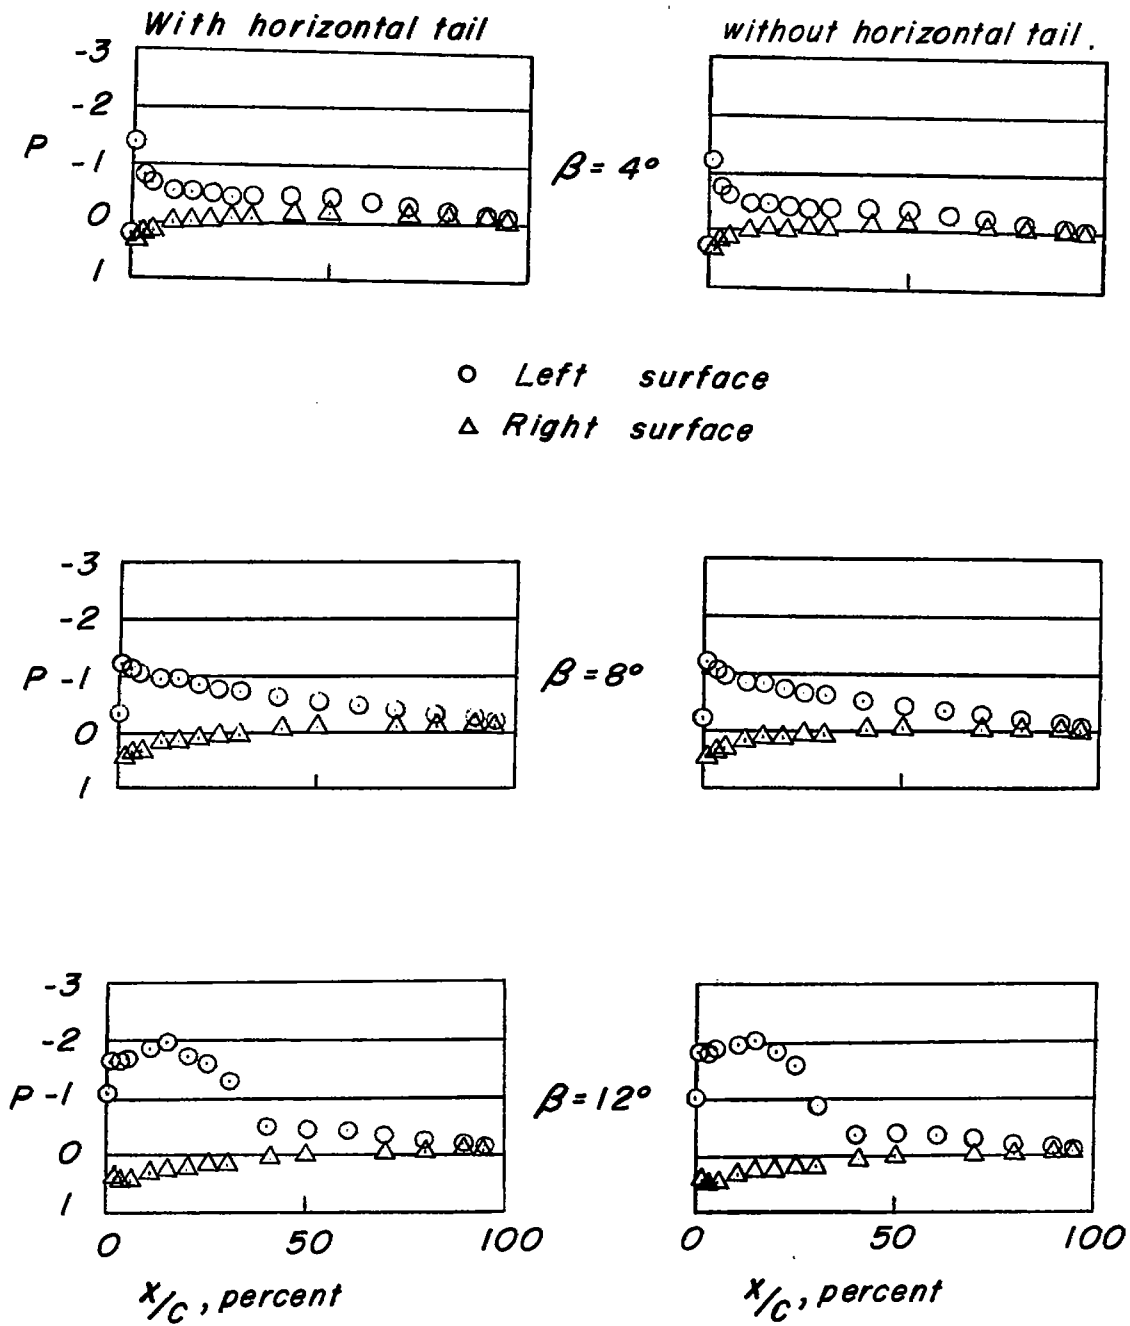 With horizontal tail
without horizontal tail.
-3
-2
P -1
0
1
β = 4°
Left surface
Right surface
-3
-2
P -1
0
1
β = 8°
-3
-2
P -1
0
1
β = 12°
0 50 100
0 50 100
x/c, percent
x/c, percent